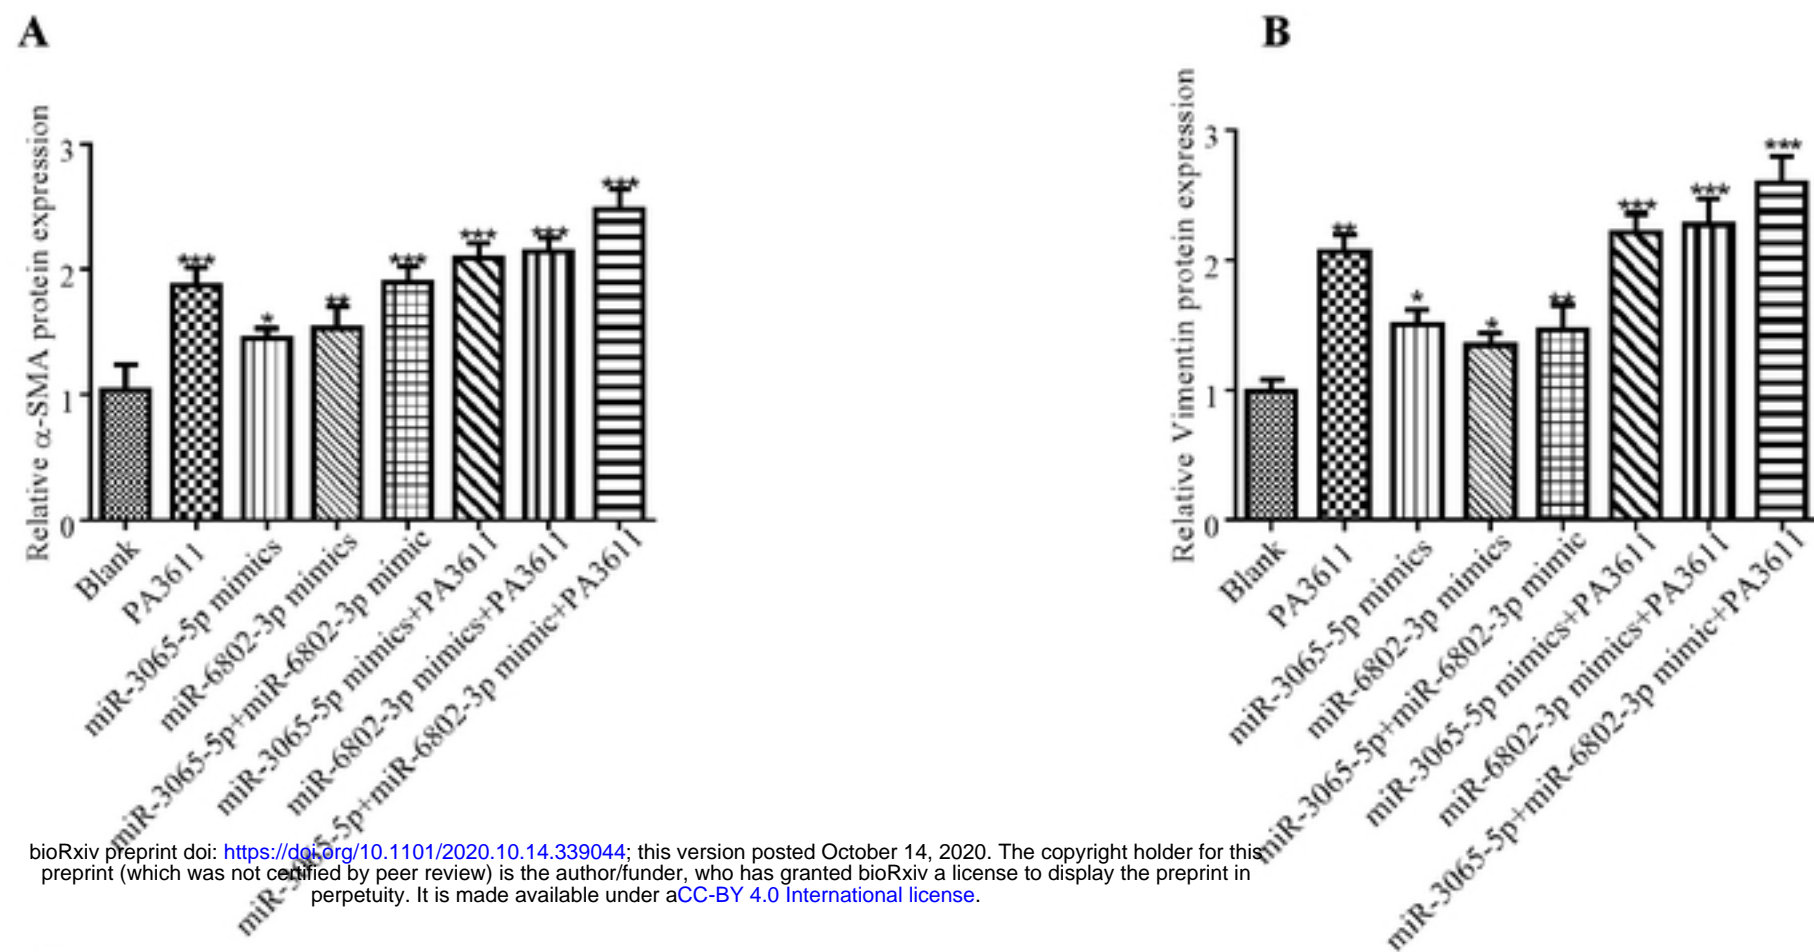 A
Relative α-SMA protein expression
3
2
1
0
***
*
**
***
***
***
***
Blank
PA3611
miR-3065-5p mimics
miR-6802-3p mimics
miR-3065-5p+miR-6802-3p mimic
miR-3065-5p mimics+PA3611
miR-6802-3p mimics+PA3611
miR-3065-5p+miR-6802-3p mimic+PA3611
B
Relative Vimentin protein expression
3
2
1
0
**
*
*
**
***
***
***
Blank
PA3611
miR-3065-5p mimics
miR-6802-3p mimics
miR-3065-5p+miR-6802-3p mimic
miR-3065-5p mimics+PA3611
miR-6802-3p mimics+PA3611
miR-3065-5p+miR-6802-3p mimic+PA3611
bioRxiv preprint doi: https://doi.org/10.1101/2020.10.14.339044; this version posted October 14, 2020. The copyright holder for this
preprint (which was not certified by peer review) is the author/funder, who has granted bioRxiv a license to display the preprint in
perpetuity. It is made available under aCC-BY 4.0 International license.